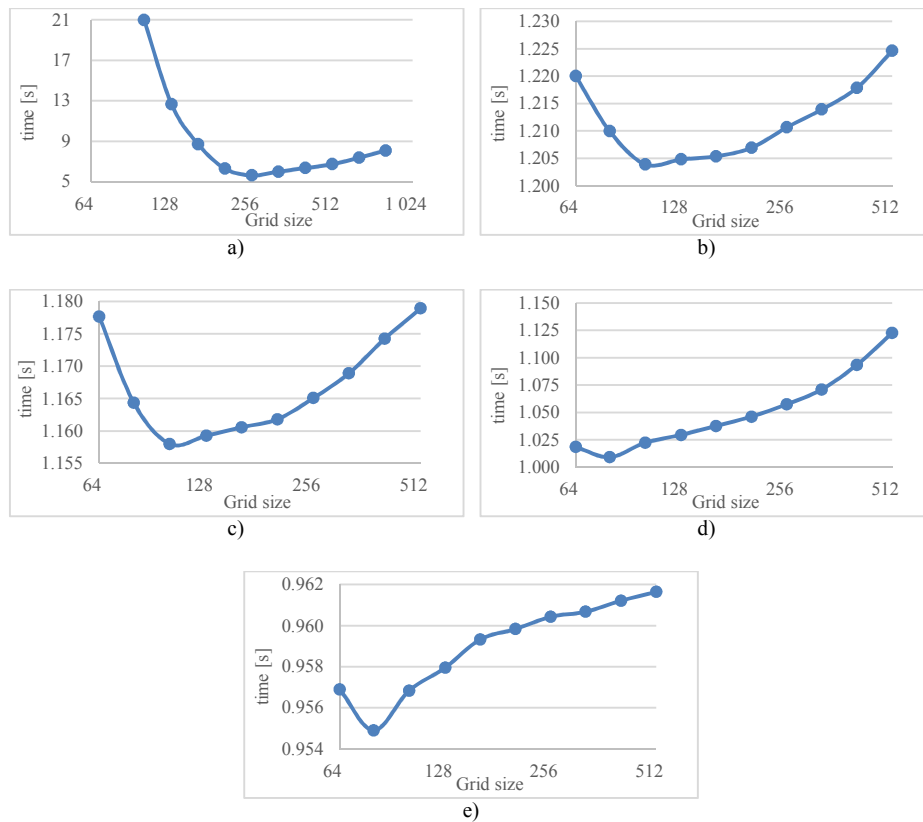 21
17
13
9
5
time [s]
64 128 256 512 1 024
Grid size
a)
1.230
1.225
1.220
1.215
1.210
1.205
1.200
time [s]
64 128 256 512
Grid size
b)
1.180
1.175
1.170
1.165
1.160
1.155
time [s]
64 128 256 512
Grid size
c)
1.150
1.125
1.100
1.075
1.050
1.025
1.000
time [s]
64 128 256 512
Grid size
d)
0.962
0.960
0.958
0.956
0.954
time [s]
64 128 256 512
Grid size
e)